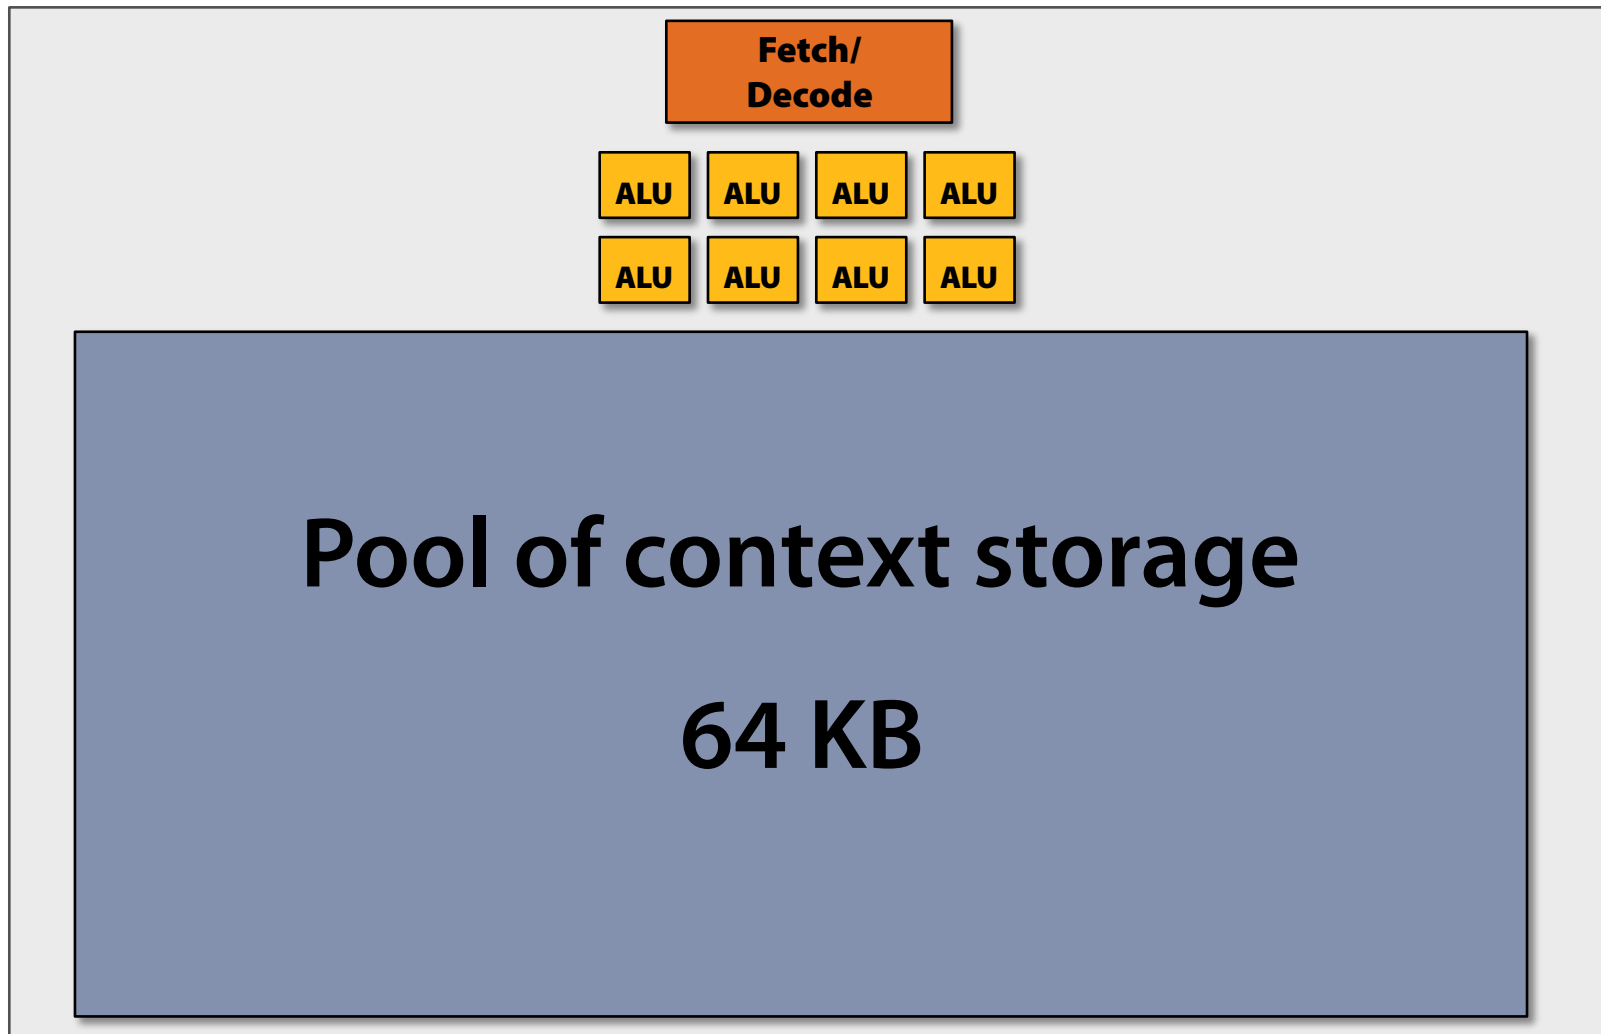 Fetch/
Decode
ALU ALU ALU ALU
ALU ALU ALU ALU
Pool of context storage
64 KB